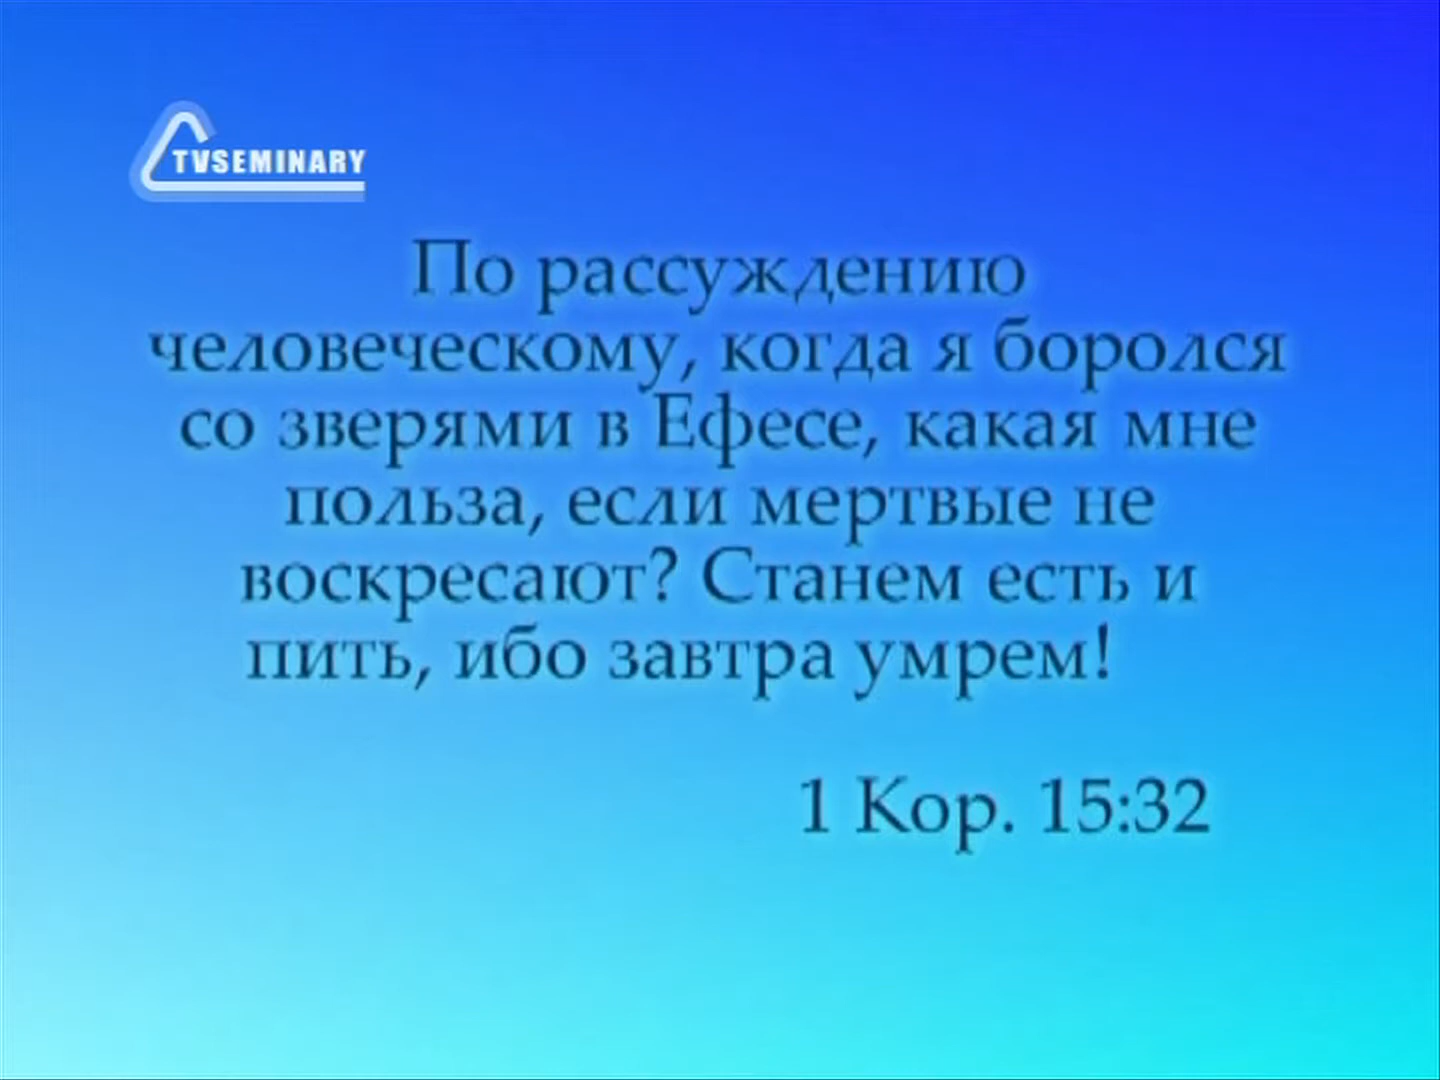 TVSEMINARY
По рассуждению
человеческому, когда я боролся
со зверями в Ефесе, какая мне
польза, если мертвые не
воскресают? Станем есть и
пить, ибо завтра умрем!
1 Кор. 15:32